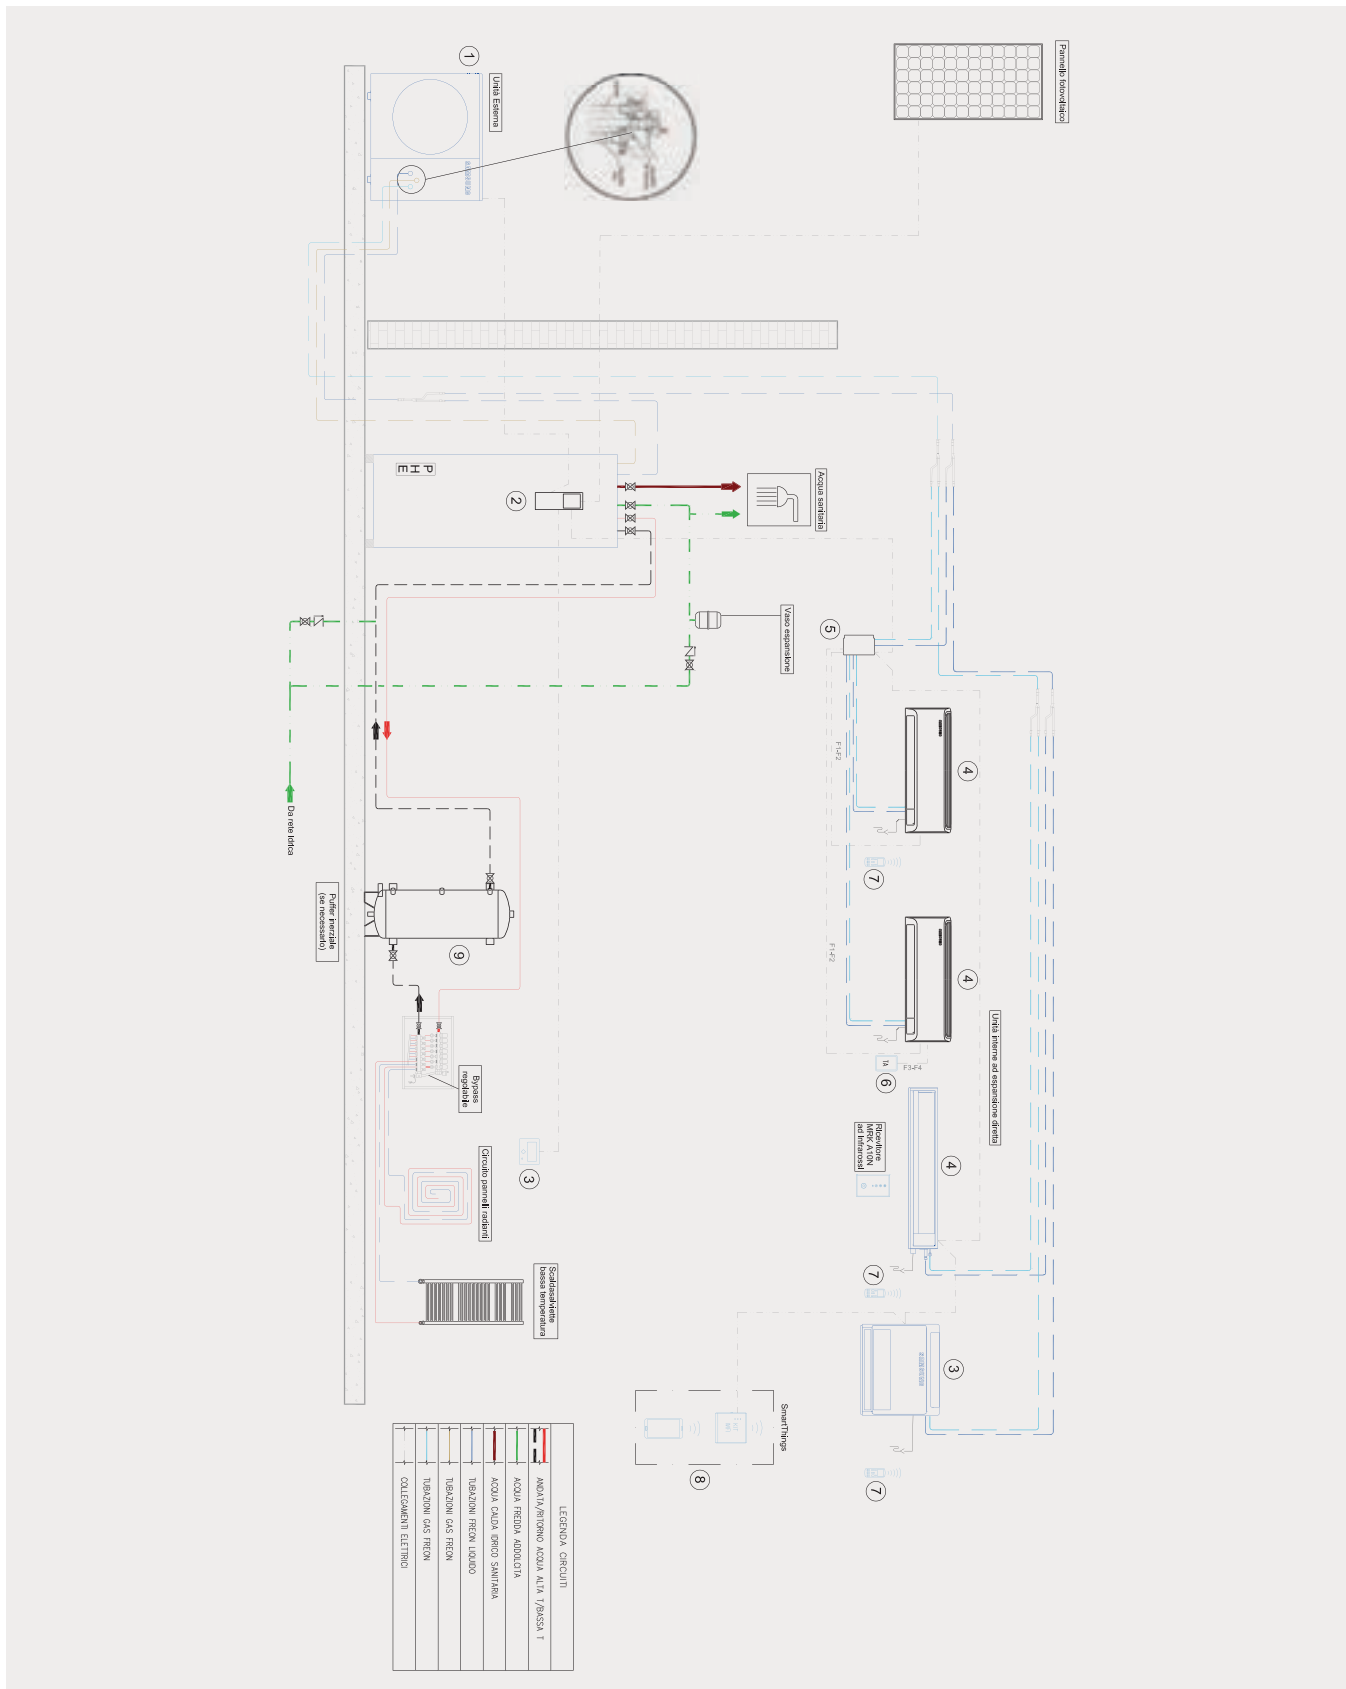 Pannello fotovoltaico
1
Unità Esterna
P
H
E
2
Acqua sanitaria
Vaso espansione
5
4
F1-F2
7
4
F1-F2
Da rete idrica
Puffer inerziale
(se necessario)
9
TA
6
F3-F4
Unità interne ad espansione diretta
Bypass
regolabile
Ricevitore
MRK A10N
ad infrarossi
4
3
Circuito pannelli radianti
7
Scaldasalviette
bassa temperatura
3
SmartThings
8
7
LEGENDA CIRCUITI
ANDATA/RITORNO ACQUA ALTA T/BASSA T
ACQUA FREDDA ADDOLCITA
ACQUA CALDA IDRICO SANITARIA
TUBAZIONI FREON LIQUIDO
TUBAZIONI GAS FREON
TUBAZIONI GAS FREON
COLLEGAMENTI ELETTRICI